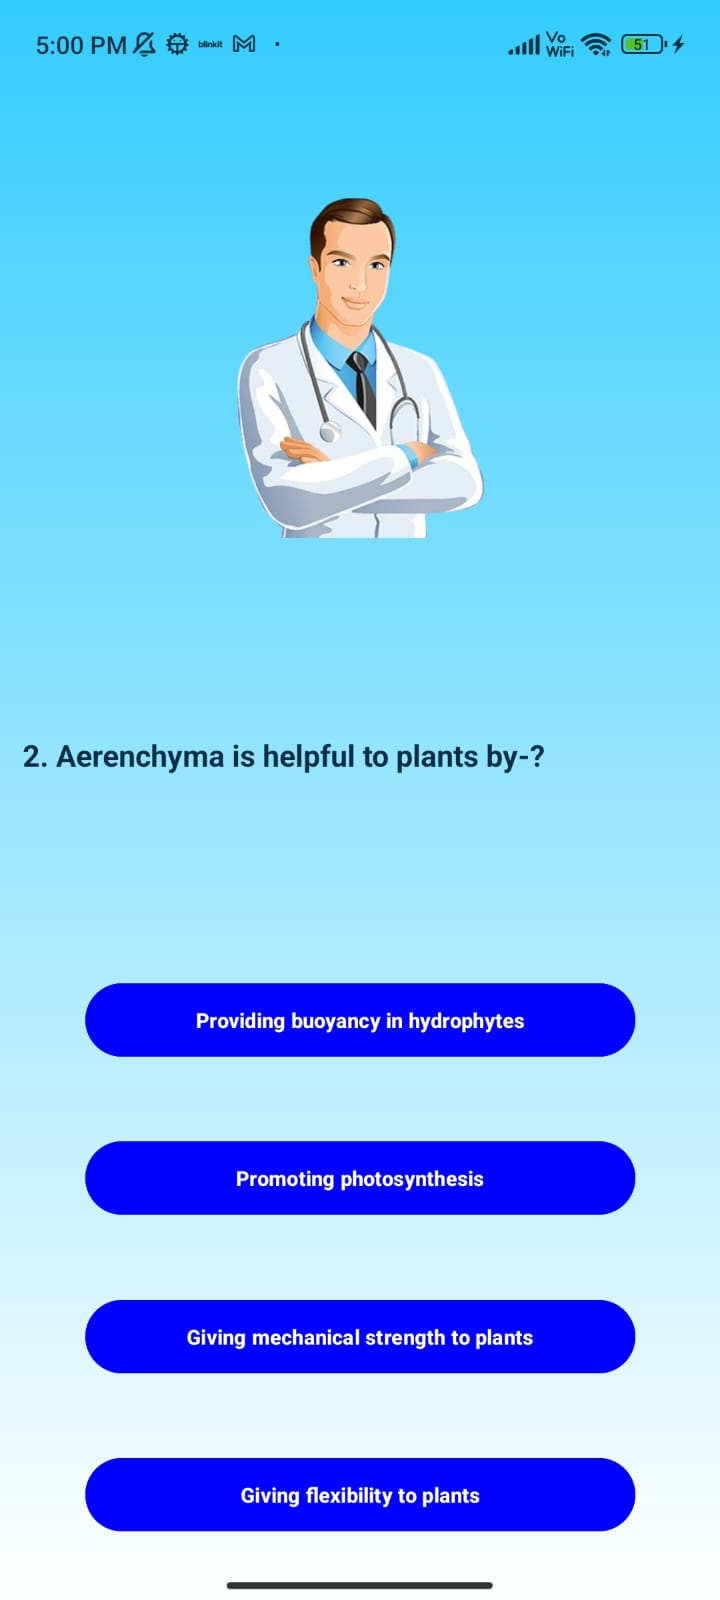 5:00 PM blinkit Vo WiFi 51
2. Aerenchyma is helpful to plants by-?
Providing buoyancy in hydrophytes
Promoting photosynthesis
Giving mechanical strength to plants
Giving flexibility to plants